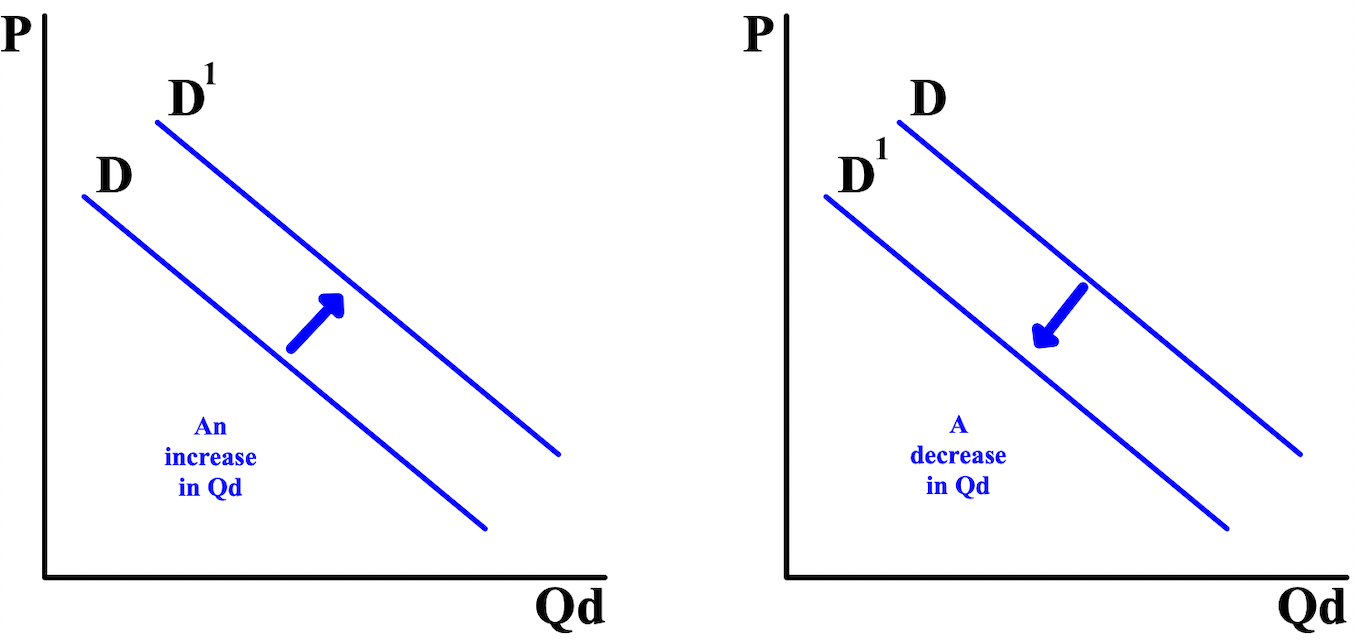 P
D¹
D
An
increase
in Qd
Qd
P
D
D¹
A
decrease
in Qd
Qd